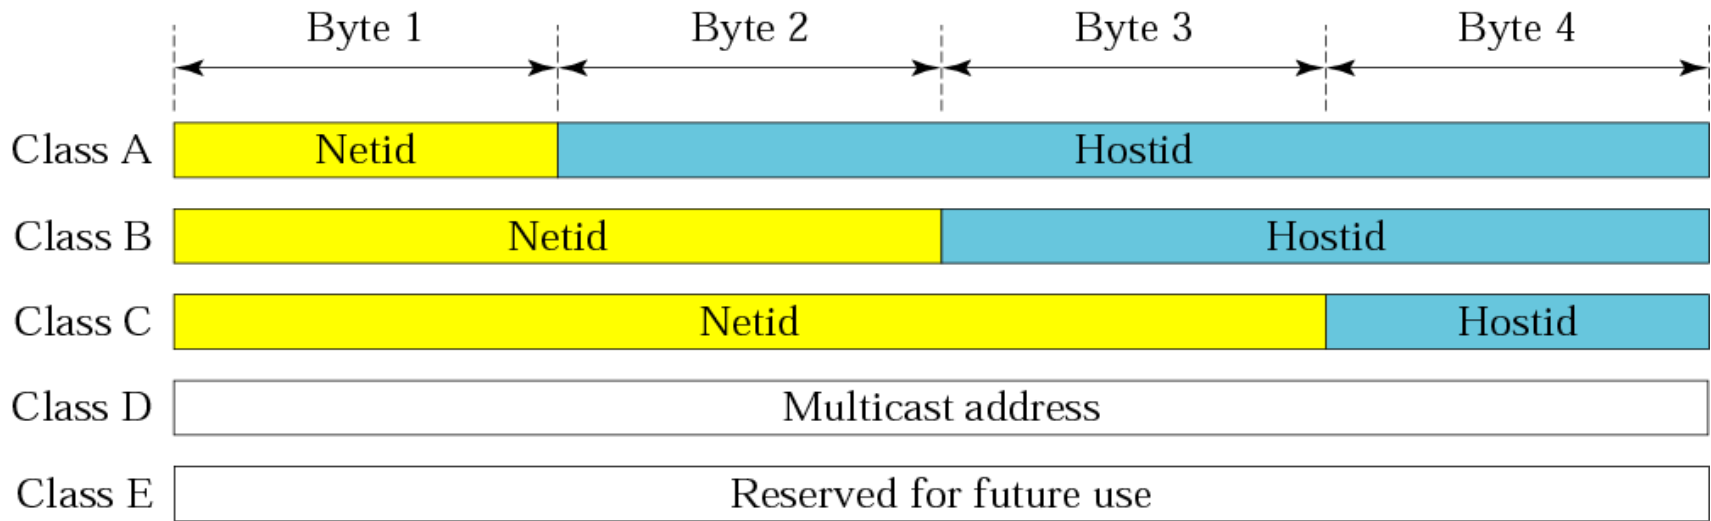 Byte 1 Byte 2 Byte 3 Byte 4
Class A Netid Hostid
Class B Netid Hostid
Class C Netid Hostid
Class D Multicast address
Class E Reserved for future use